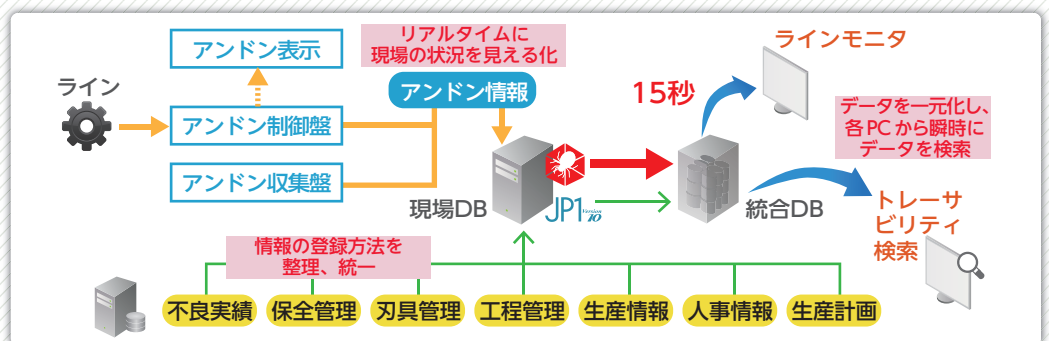 アンドン表示
リアルタイムに
現場の状況を見える化
ラインモニタ
ライン
アンドン情報
15秒
アンドン制御盤
データを一元化し、
各PCから瞬時に
データを検索
アンドン収集盤
現場DB
JP1 Version 10
統合DB
トレーサ
ビリティ
検索
情報の登録方法を
整理、統一
不良実績
保全管理
刃具管理
工程管理
生産情報
人事情報
生産計画